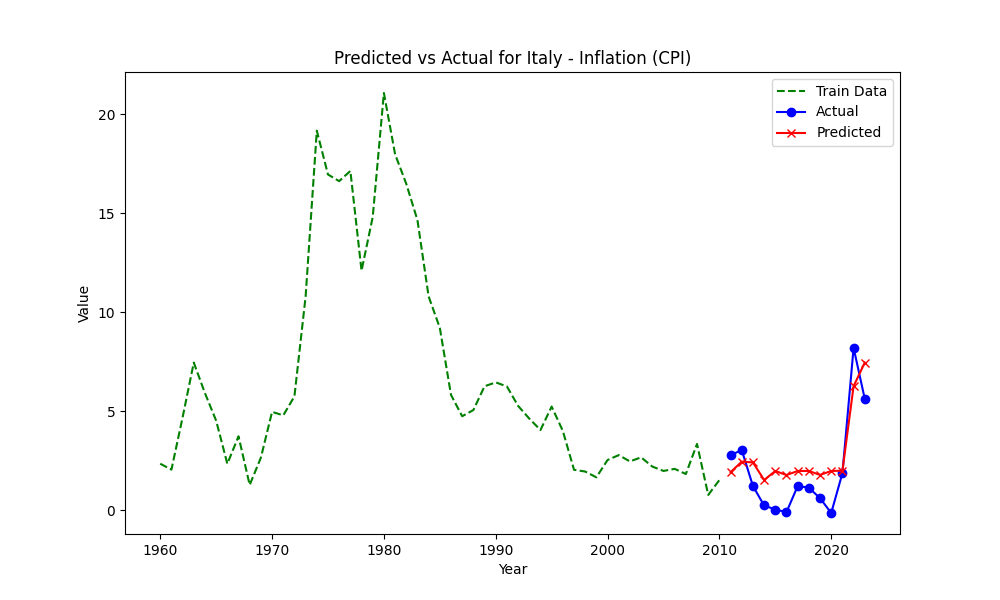 Predicted vs Actual for Italy - Inflation (CPI)
Train Data
Actual
Predicted
Value
20
15
10
5
0
1960 1970 1980 1990 2000 2010 2020
Year